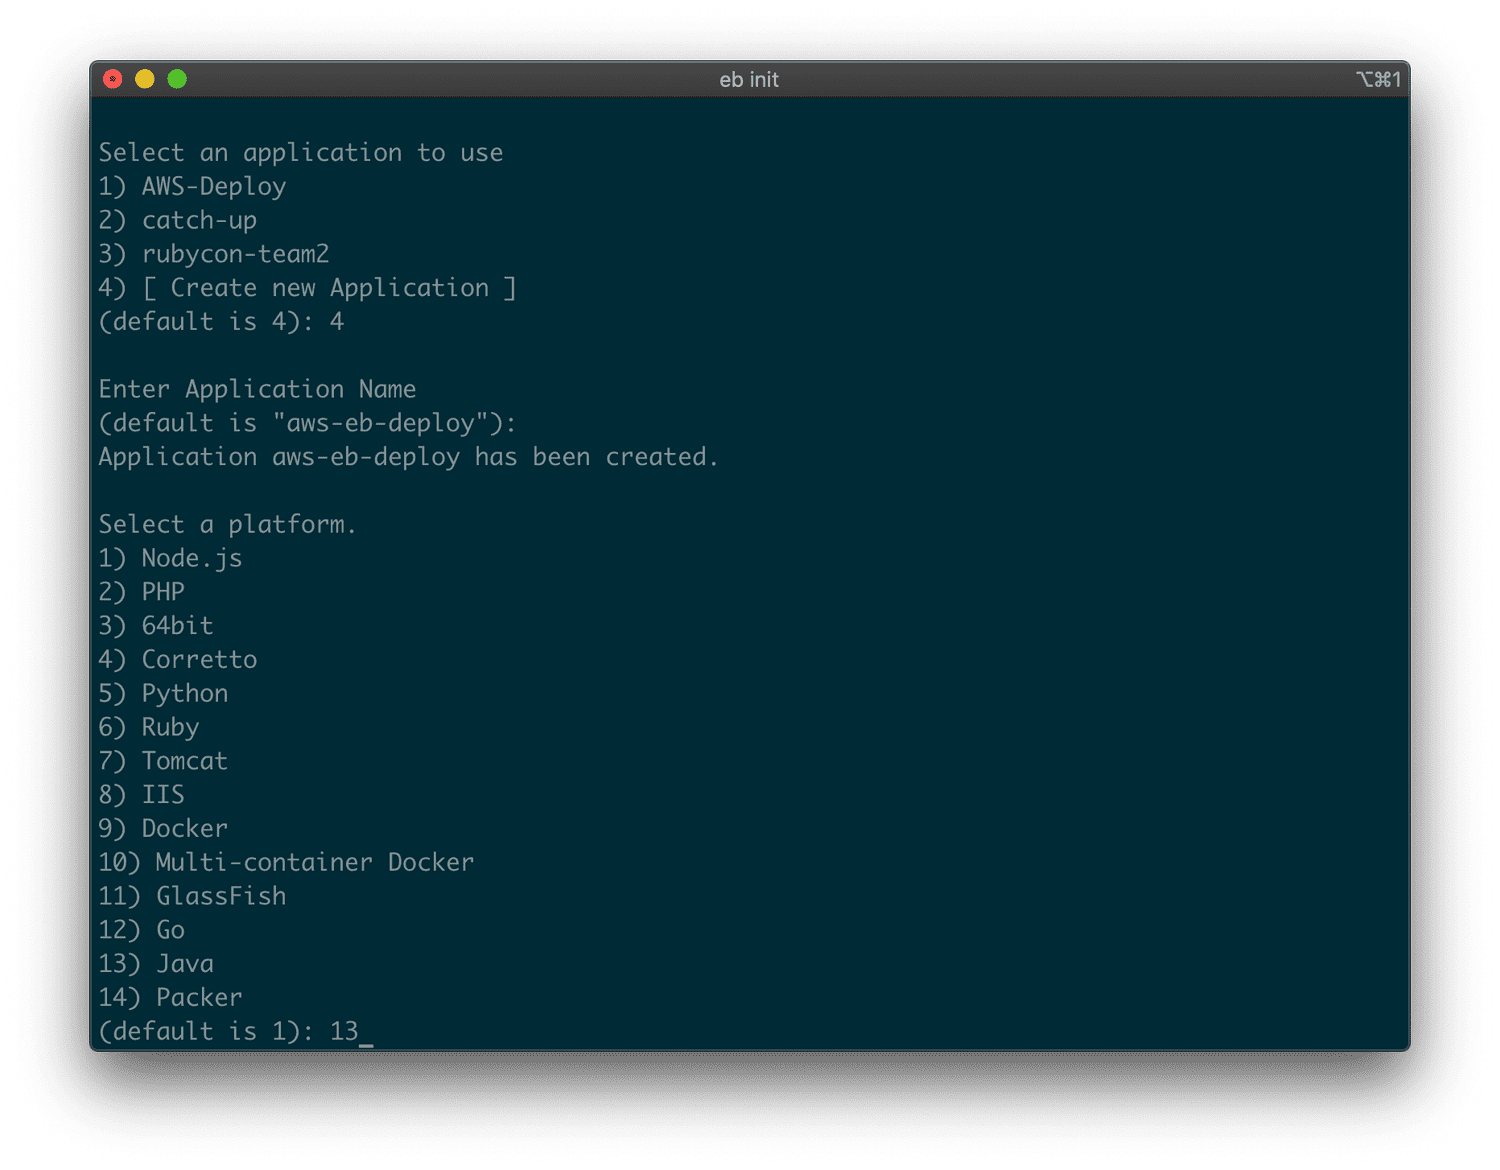 eb init
⌥⌘1
Select an application to use
1) AWS-Deploy
2) catch-up
3) rubycon-team2
4) [ Create new Application ]
(default is 4): 4
Enter Application Name
(default is "aws-eb-deploy"):
Application aws-eb-deploy has been created.
Select a platform.
1) Node.js
2) PHP
3) 64bit
4) Corretto
5) Python
6) Ruby
7) Tomcat
8) IIS
9) Docker
10) Multi-container Docker
11) GlassFish
12) Go
13) Java
14) Packer
(default is 1): 13_